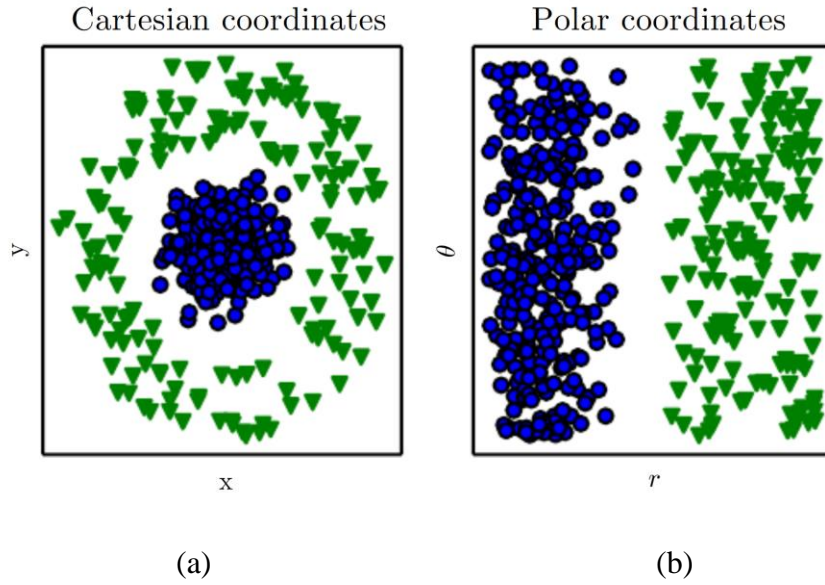 Cartesian coordinates
Polar coordinates
y
x
θ
r
(a)
(b)